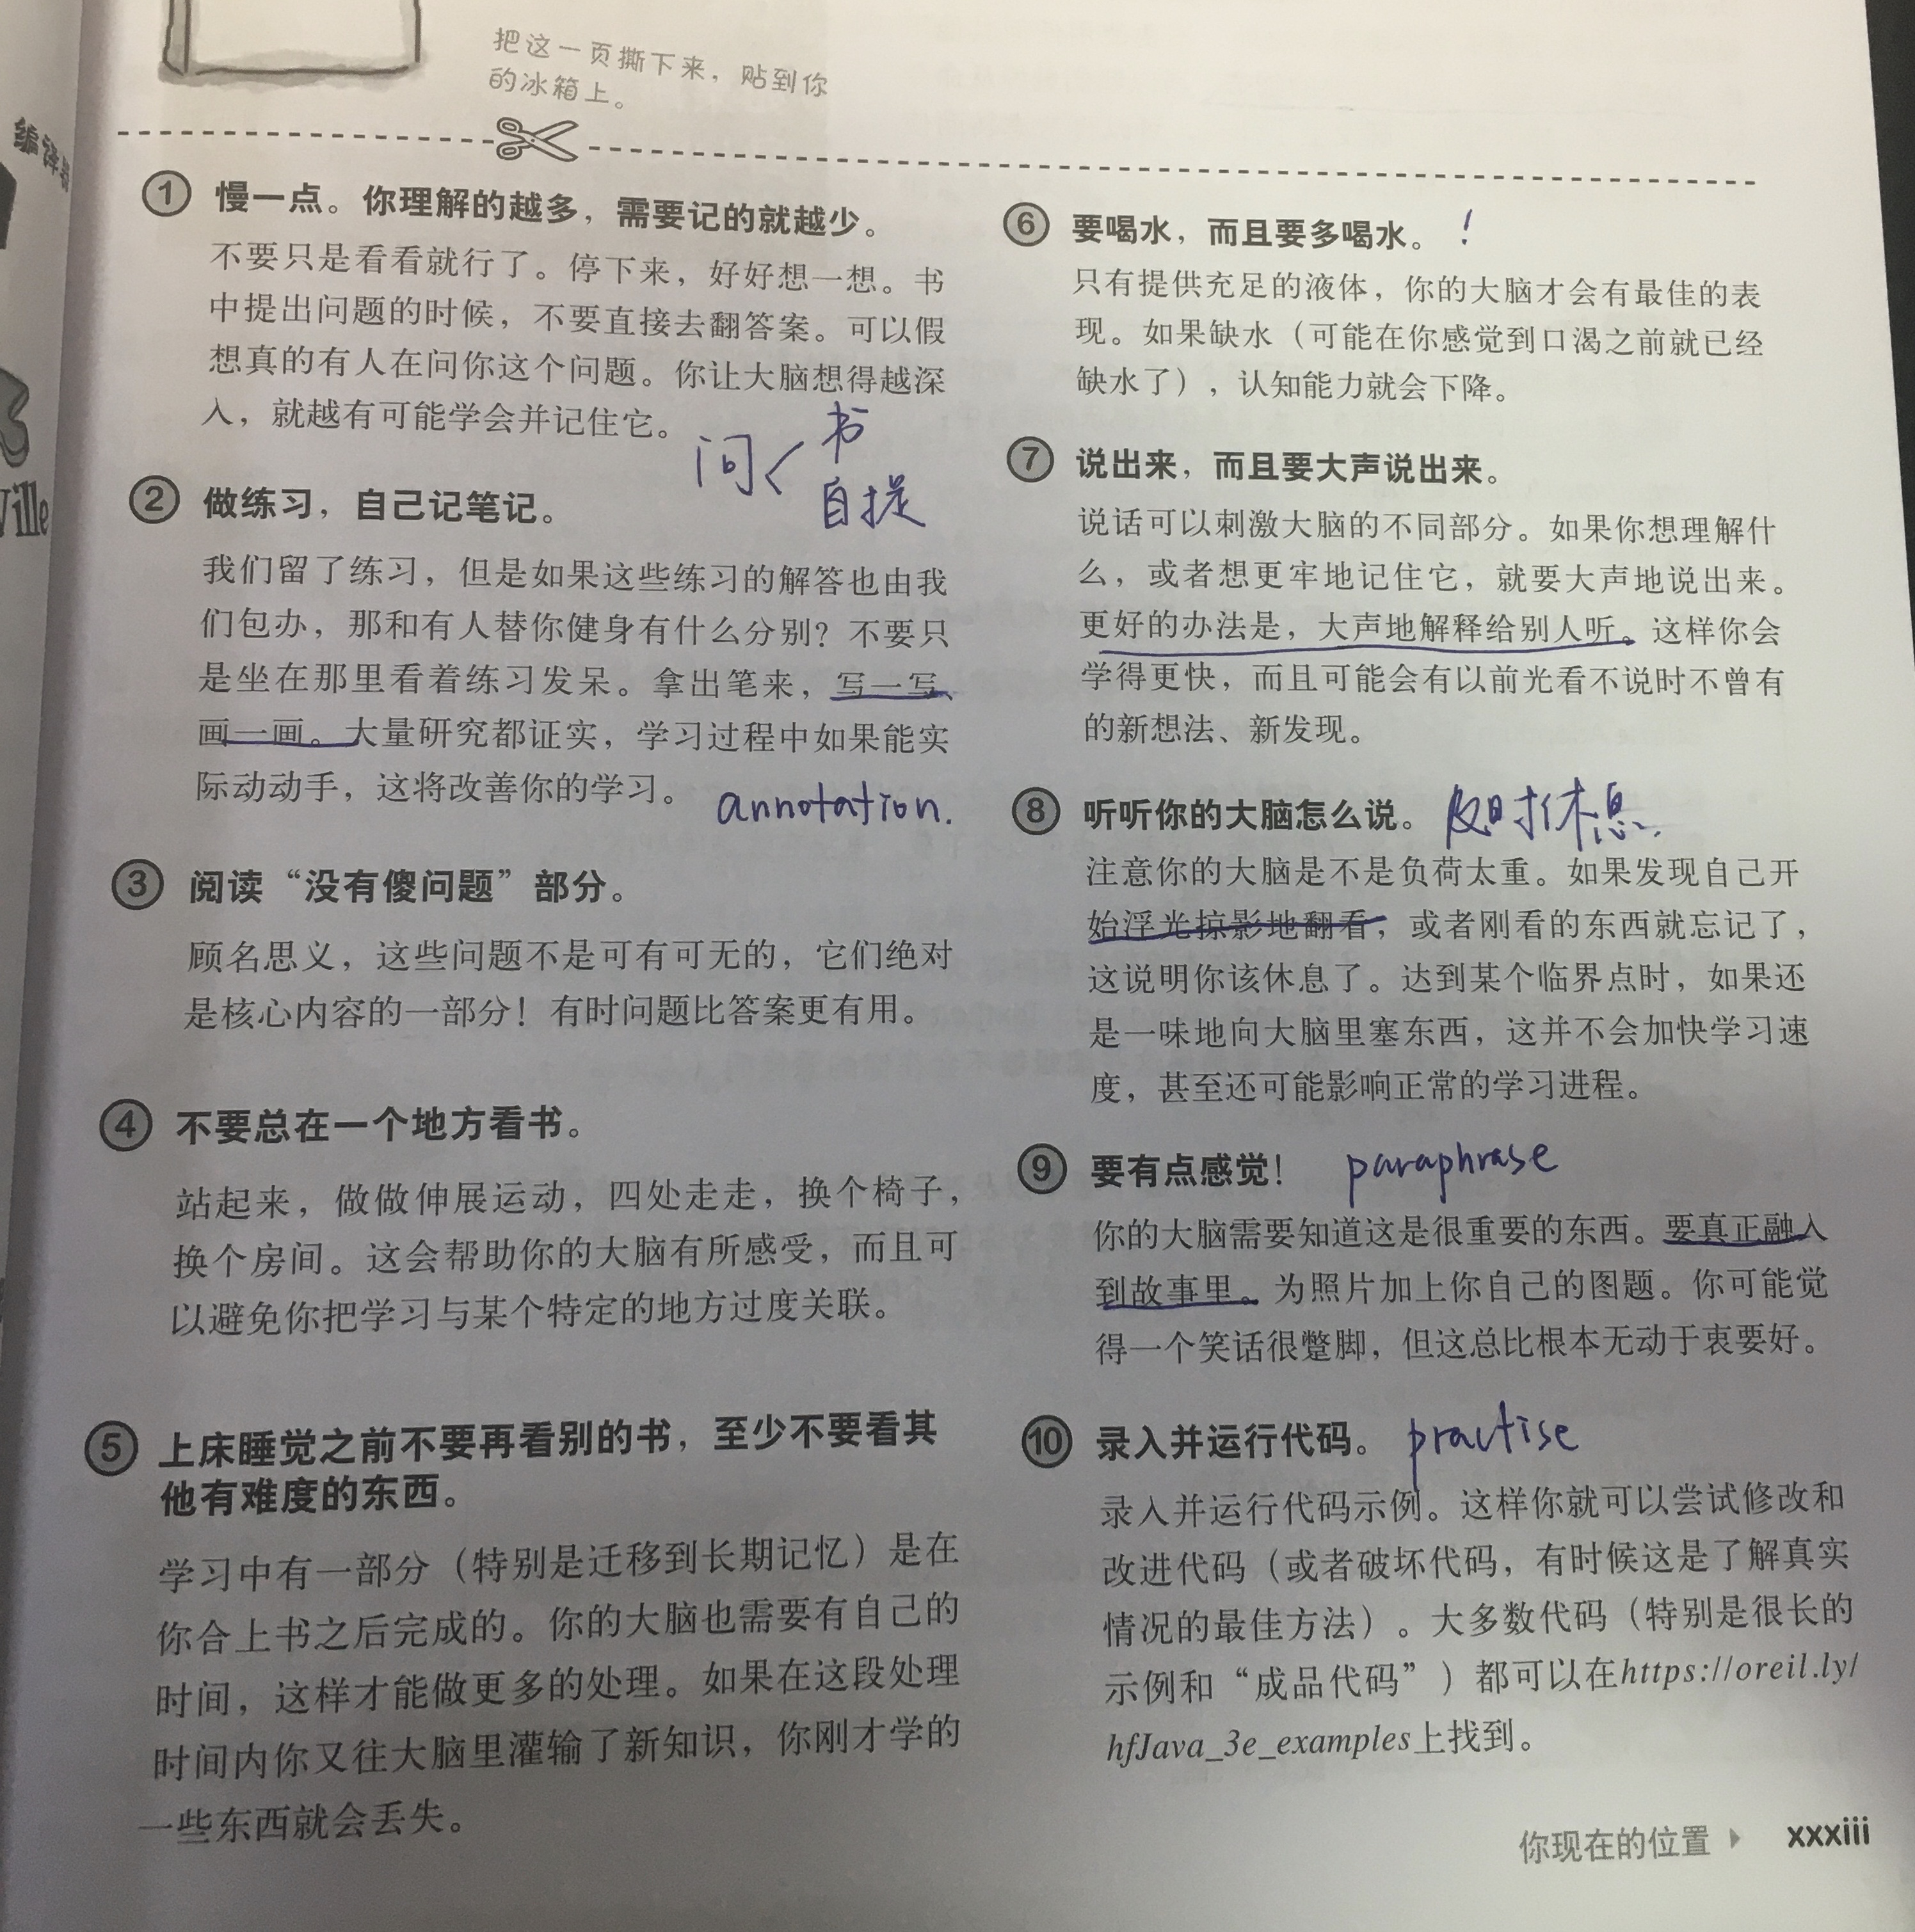 把这一页撕下来，贴到你
的冰箱上。
① 慢一点。你理解的越多，需要记的就越少。
不要只是看看就行了。停下来，好好想一想。书
中提出问题的时候，不要直接去翻答案。可以假
想真的有人在问你这个问题。你让大脑想得越深
入，就越有可能学会并记住它。
问〈 书
自提
② 做练习，自己记笔记。
我们留了练习，但是如果这些练习的解答也由我
们包办，那和有人替你健身有什么分别？不要只
是坐在那里看着练习发呆。拿出笔来，写一写、
画一画。大量研究都证实，学习过程中如果能实
际动动手，这将改善你的学习。
annotation.
③ 阅读“没有傻问题”部分。
顾名思义，这些问题不是可有可无的，它们绝对
是核心内容的一部分！有时问题比答案更有用。
④ 不要总在一个地方看书。
站起来，做做伸展运动，四处走走，换个椅子，
换个房间。这会帮助你的大脑有所感受，而且可
以避免你把学习与某个特定的地方过度关联。
⑤ 上床睡觉之前不要再看别的书，至少不要看其
他有难度的东西。
学习中有一部分（特别是迁移到长期记忆）是在
你合上书之后完成的。你的大脑也需要有自己的
时间，这样才能做更多的处理。如果在这段处理
时间内你又往大脑里灌输了新知识，你刚才学的
一些东西就会丢失。
⑥ 要喝水，而且要多喝水。 !
只有提供充足的液体，你的大脑才会有最佳的表
现。如果缺水（可能在你感觉到口渴之前就已经
缺水了），认知能力就会下降。
⑦ 说出来，而且要大声说出来。
说话可以刺激大脑的不同部分。如果你想理解什
么，或者想更牢地记住它，就要大声地说出来。
更好的办法是，大声地解释给别人听。这样你会
学得更快，而且可能会有以前光看不说时不曾有
的新想法、新发现。
⑧ 听听你的大脑怎么说。 及时休息.
注意你的大脑是不是负荷太重。如果发现自己开
始浮光掠影地翻看，或者刚看的东西就忘记了，
这说明你该休息了。达到某个临界点时，如果还
是一味地向大脑里塞东西，这并不会加快学习速
度，甚至还可能影响正常的学习进程。
⑨ 要有点感觉！ paraphrase
你的大脑需要知道这是很重要的东西。要真正融入
到故事里。为照片加上你自己的图题。你可能觉
得一个笑话很蹩脚，但这总比根本无动于衷要好。
⑩ 录入并运行代码。 practise
录入并运行代码示例。这样你就可以尝试修改和
改进代码（或者破坏代码，有时候这是了解真实
情况的最佳方法）。大多数代码（特别是很长的
示例和“成品代码”）都可以在https://oreil.ly/
hfJava_3e_examples上找到。
你现在的位置 ▸ xxxiii